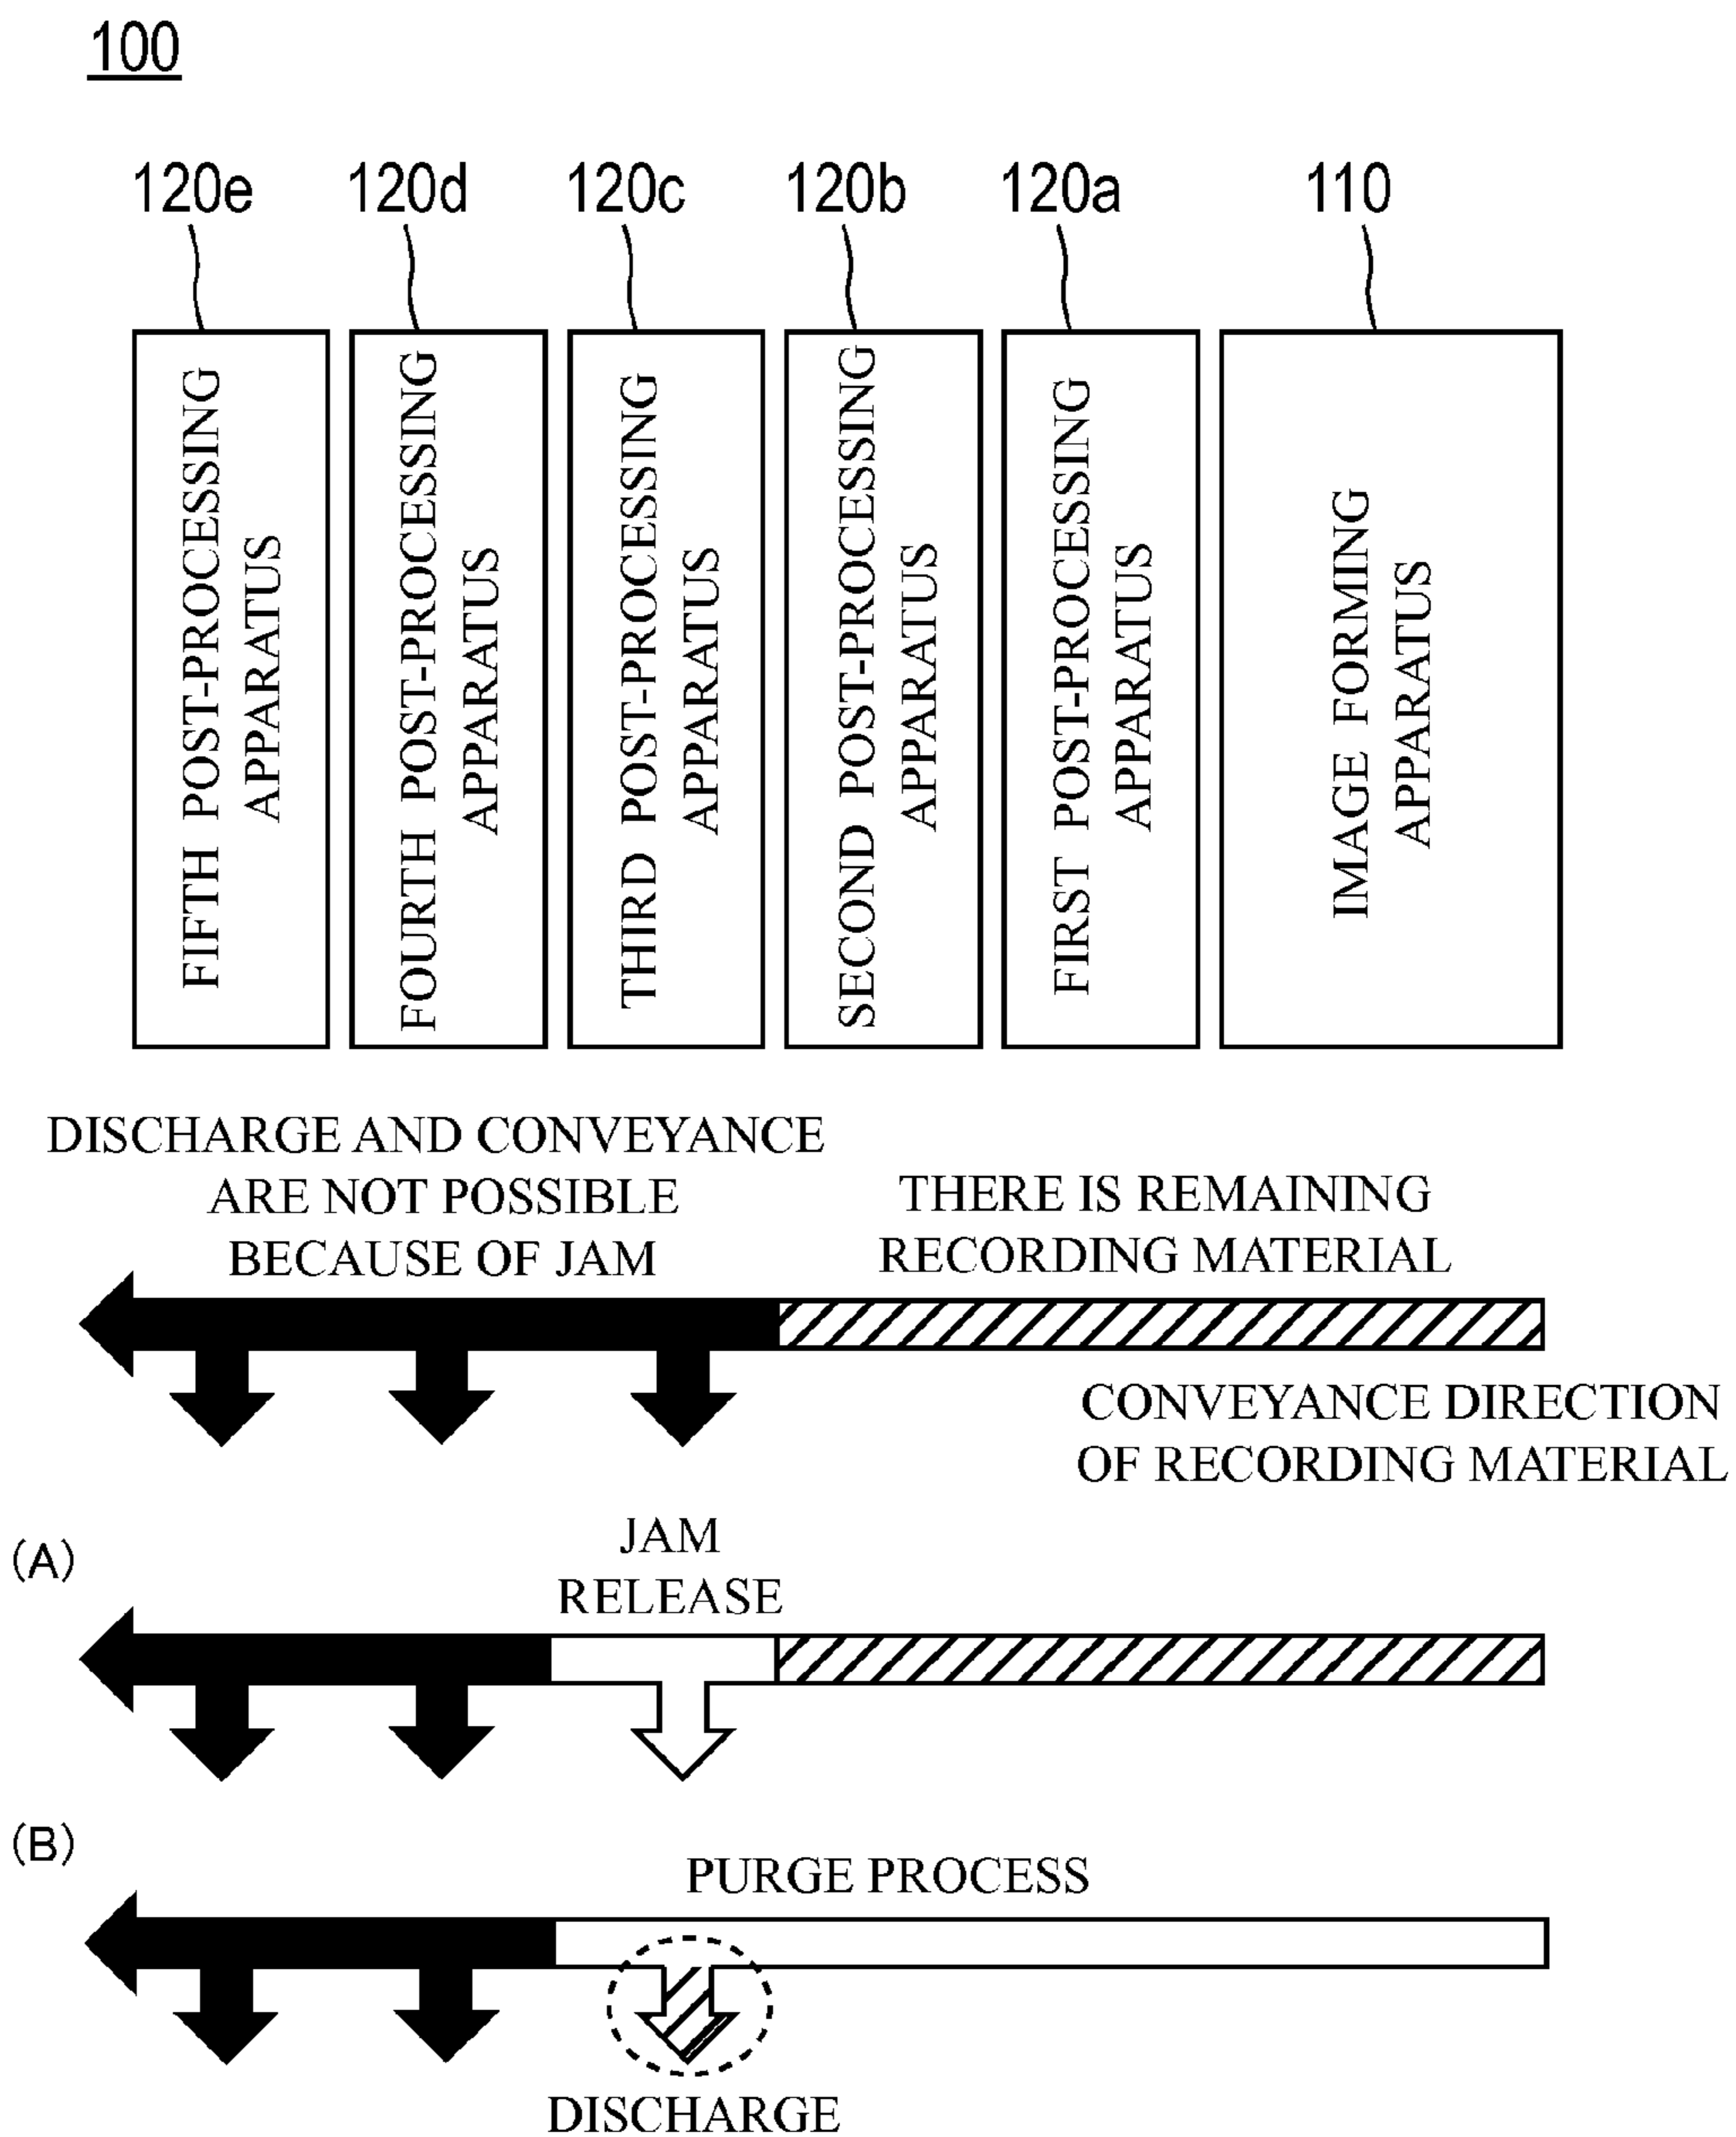 100
120e 120d 120c 120b 120a 110
FIFTH POST-PROCESSING
APPARATUS
FOURTH POST-PROCESSING
APPARATUS
THIRD POST-PROCESSING
APPARATUS
SECOND POST-PROCESSING
APPARATUS
FIRST POST-PROCESSING
APPARATUS
IMAGE FORMING
APPARATUS
DISCHARGE AND CONVEYANCE
ARE NOT POSSIBLE
BECAUSE OF JAM
THERE IS REMAINING
RECORDING MATERIAL
CONVEYANCE DIRECTION
OF RECORDING MATERIAL
(A)
JAM
RELEASE
(B)
PURGE PROCESS
DISCHARGE